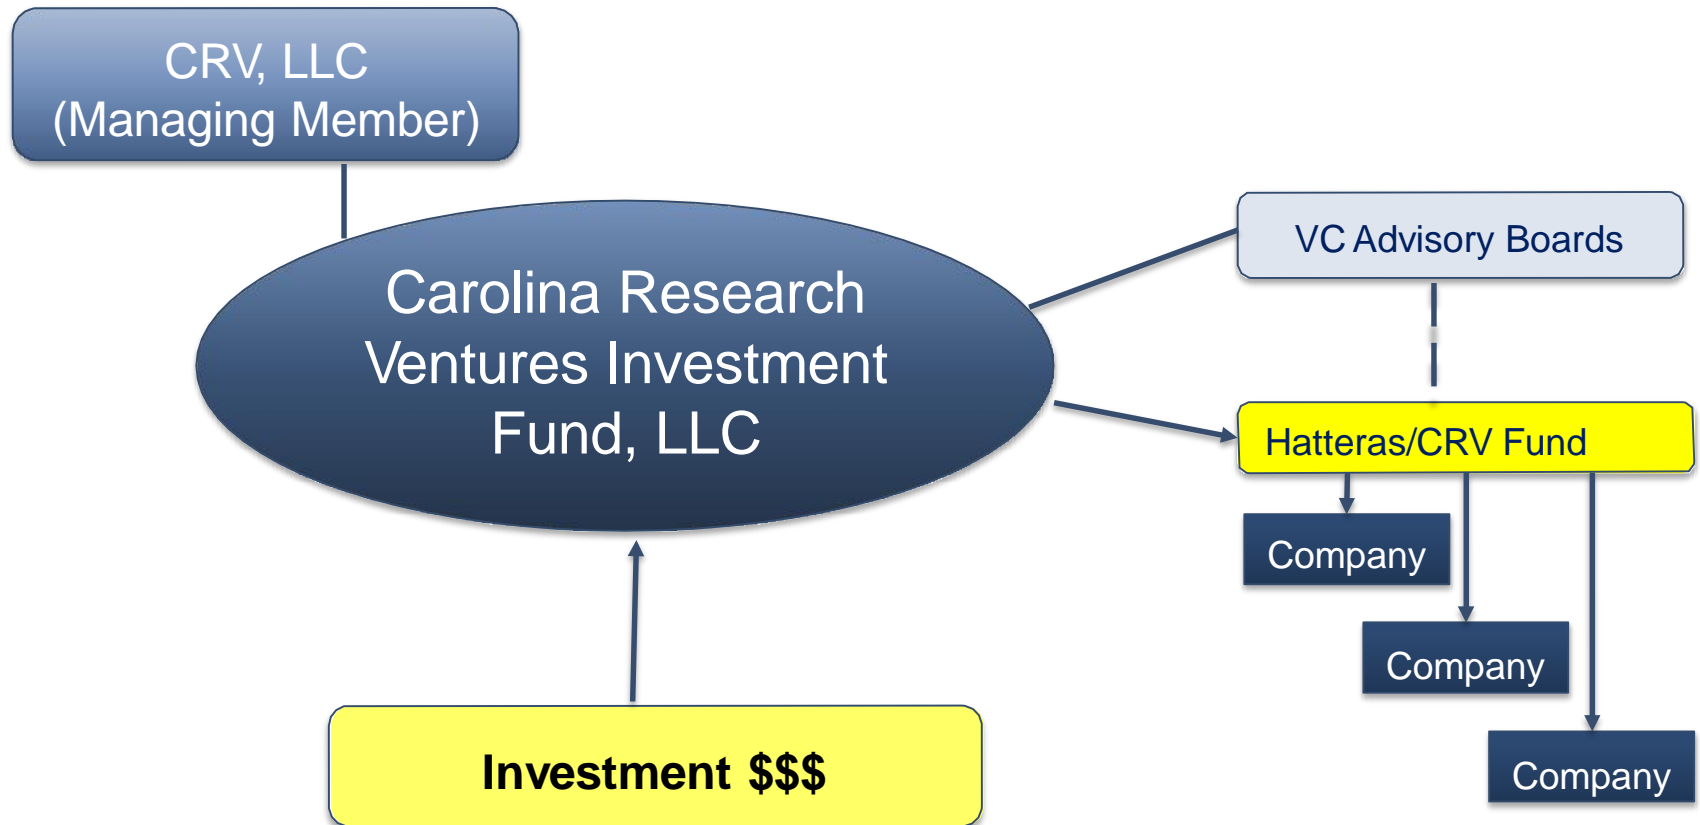 CRV, LLC
(Managing Member)
Carolina Research
Ventures Investment
Fund, LLC
VC Advisory Boards
Hatteras/CRV Fund
Company
Company
Company
Investment $$$